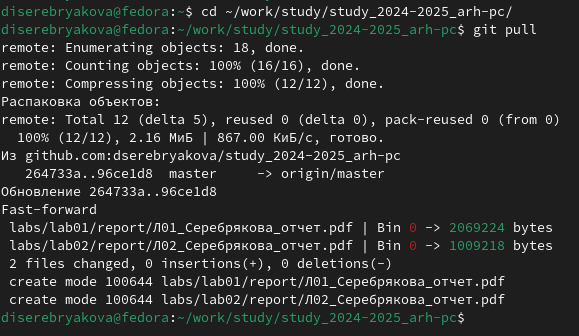 diserebryakova@fedora:~$ cd ~/work/study/study_2024-2025_arh-pc/
diserebryakova@fedora:~/work/study/study_2024-2025_arh-pc$ git pull
remote: Enumerating objects: 18, done.
remote: Counting objects: 100% (16/16), done.
remote: Compressing objects: 100% (12/12), done.
Распаковка объектов:
remote: Total 12 (delta 5), reused 0 (delta 0), pack-reused 0 (from 0)
  100% (12/12), 2.16 МиБ | 867.00 КиБ/с, готово.
Из github.com:dserebryakova/study_2024-2025_arh-pc
   264733a..96ce1d8  master     -> origin/master
Обновление 264733a..96ce1d8
Fast-forward
 labs/lab01/report/Л01_Серебрякова_отчет.pdf | Bin 0 -> 2069224 bytes
 labs/lab02/report/Л02_Серебрякова_отчет.pdf | Bin 0 -> 1009218 bytes
 2 files changed, 0 insertions(+), 0 deletions(-)
 create mode 100644 labs/lab01/report/Л01_Серебрякова_отчет.pdf
 create mode 100644 labs/lab02/report/Л02_Серебрякова_отчет.pdf
diserebryakova@fedora:~/work/study/study_2024-2025_arh-pc$